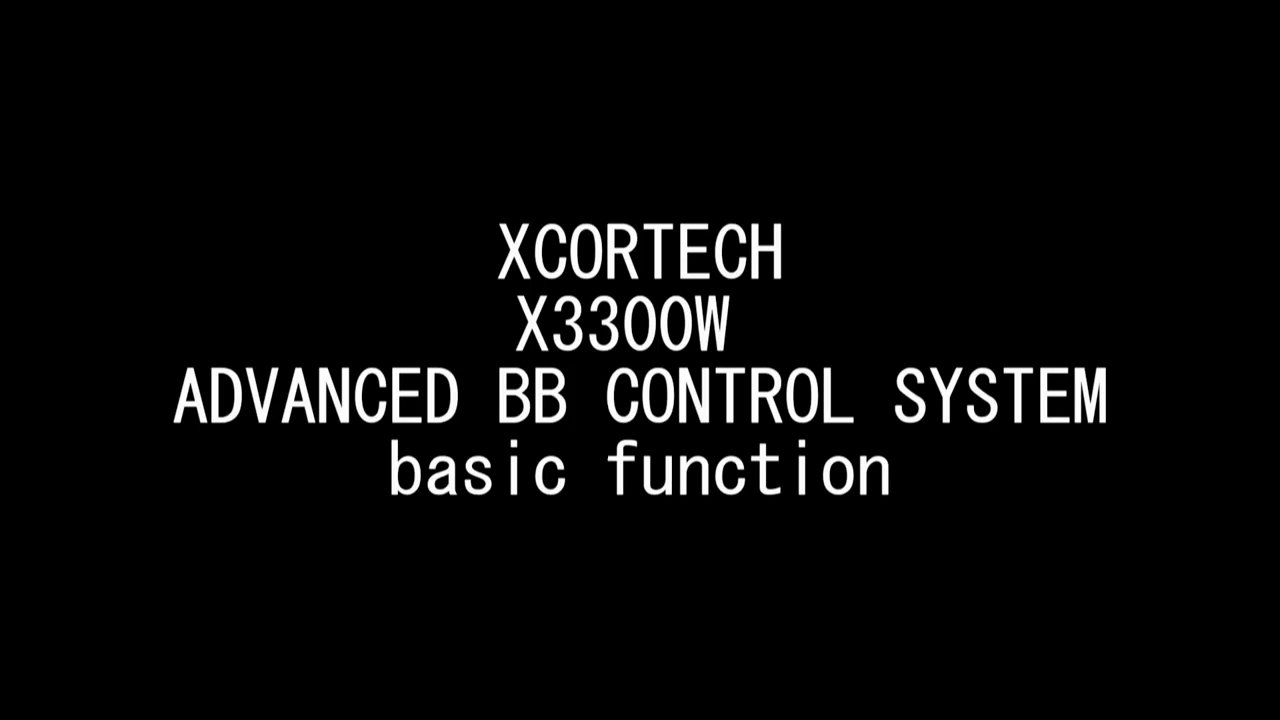 XCORTECH
X3300W
ADVANCED BB CONTROL SYSTEM
basic function